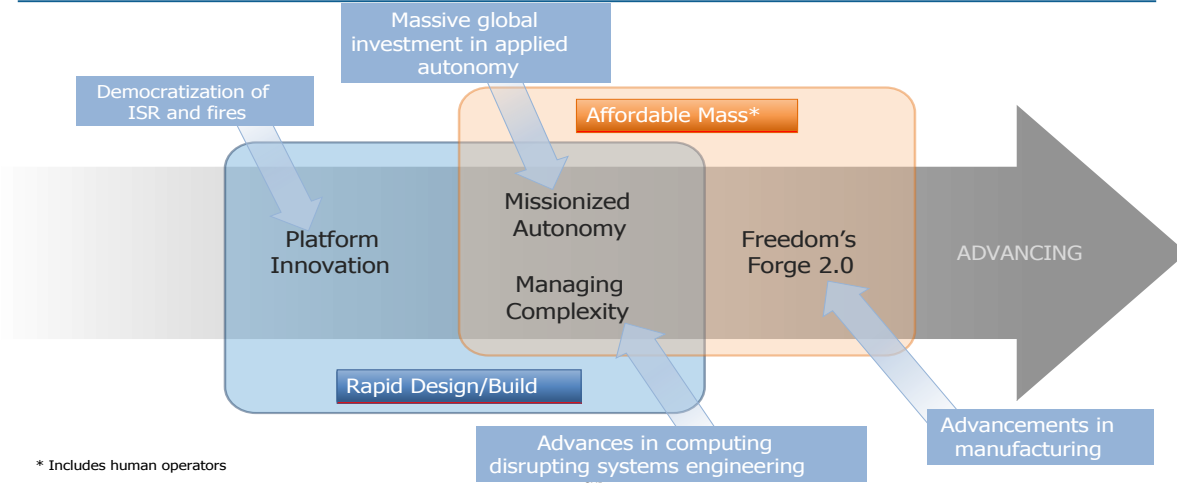 Massive global
investment in applied
autonomy
Democratization of
ISR and fires
Affordable Mass*
Missionized
Autonomy
Platform
Innovation
Freedom's
Forge 2.0
ADVANCING
Managing
Complexity
Rapid Design/Build
Advancements in
manufacturing
Advances in computing
disrupting systems engineering
* Includes human operators